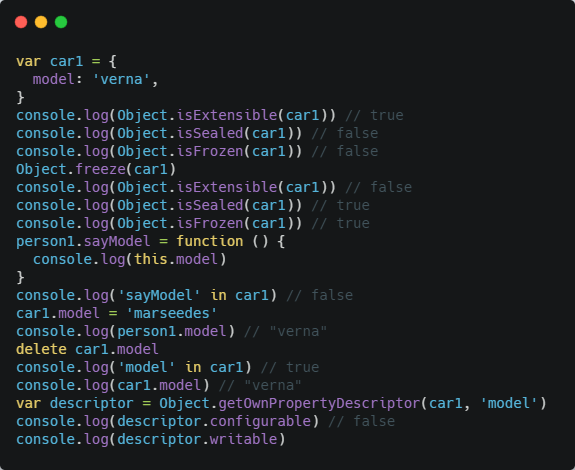 var car1 = {
  model: 'verna',
}
console.log(Object.isExtensible(car1)) // true
console.log(Object.isSealed(car1)) // false
console.log(Object.isFrozen(car1)) // false
Object.freeze(car1)
console.log(Object.isExtensible(car1)) // false
console.log(Object.isSealed(car1)) // true
console.log(Object.isFrozen(car1)) // true
person1.sayModel = function () {
  console.log(this.model)
}
console.log('sayModel' in car1) // false
car1.model = 'marseedes'
console.log(person1.model) // "verna"
delete car1.model
console.log('model' in car1) // true
console.log(car1.model) // "verna"
var descriptor = Object.getOwnPropertyDescriptor(car1, 'model')
console.log(descriptor.configurable) // false
console.log(descriptor.writable)